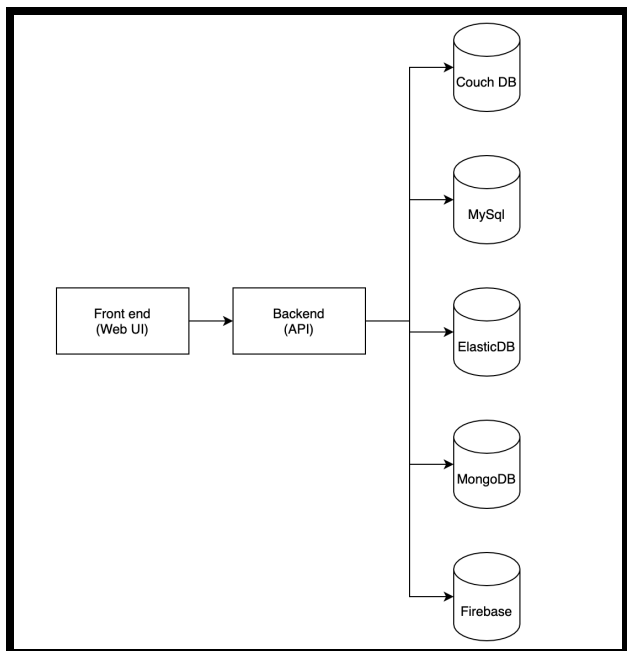 Couch DB
MySql
Front end
(Web UI)
Backend
(API)
ElasticDB
MongoDB
Firebase